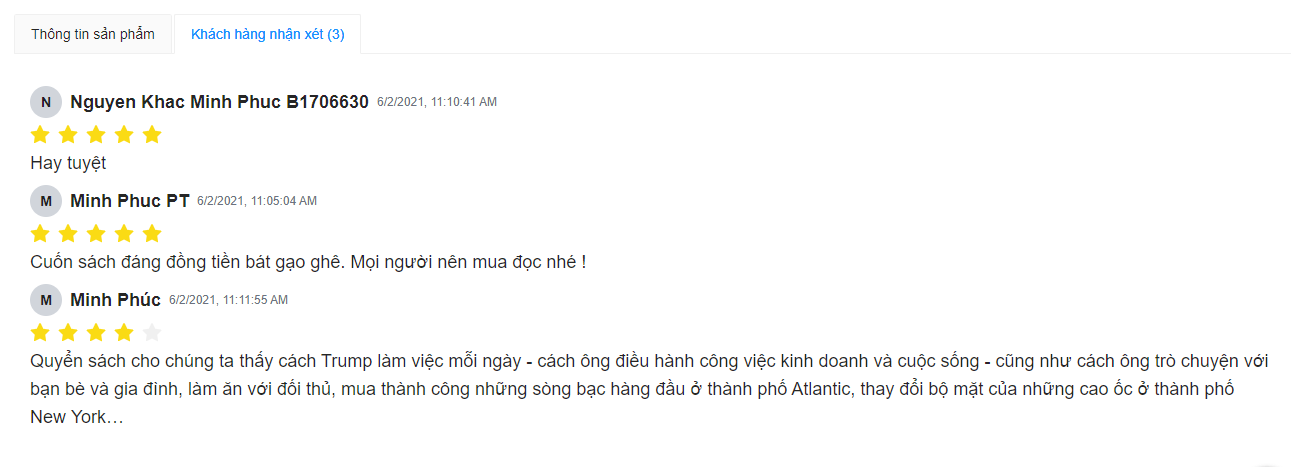 Thông tin sản phẩm Khách hàng nhận xét (3)
N Nguyen Khac Minh Phuc B1706630 6/2/2021, 11:10:41 AM
Hay tuyệt
M Minh Phuc PT 6/2/2021, 11:05:04 AM
Cuốn sách đáng đồng tiền bát gạo ghê. Mọi người nên mua đọc nhé !
M Minh Phúc 6/2/2021, 11:11:55 AM
Quyển sách cho chúng ta thấy cách Trump làm việc mỗi ngày - cách ông điều hành công việc kinh doanh và cuộc sống - cũng như cách ông trò chuyện với
bạn bè và gia đình, làm ăn với đối thủ, mua thành công những sòng bạc hàng đầu ở thành phố Atlantic, thay đổi bộ mặt của những cao ốc ở thành phố
New York…